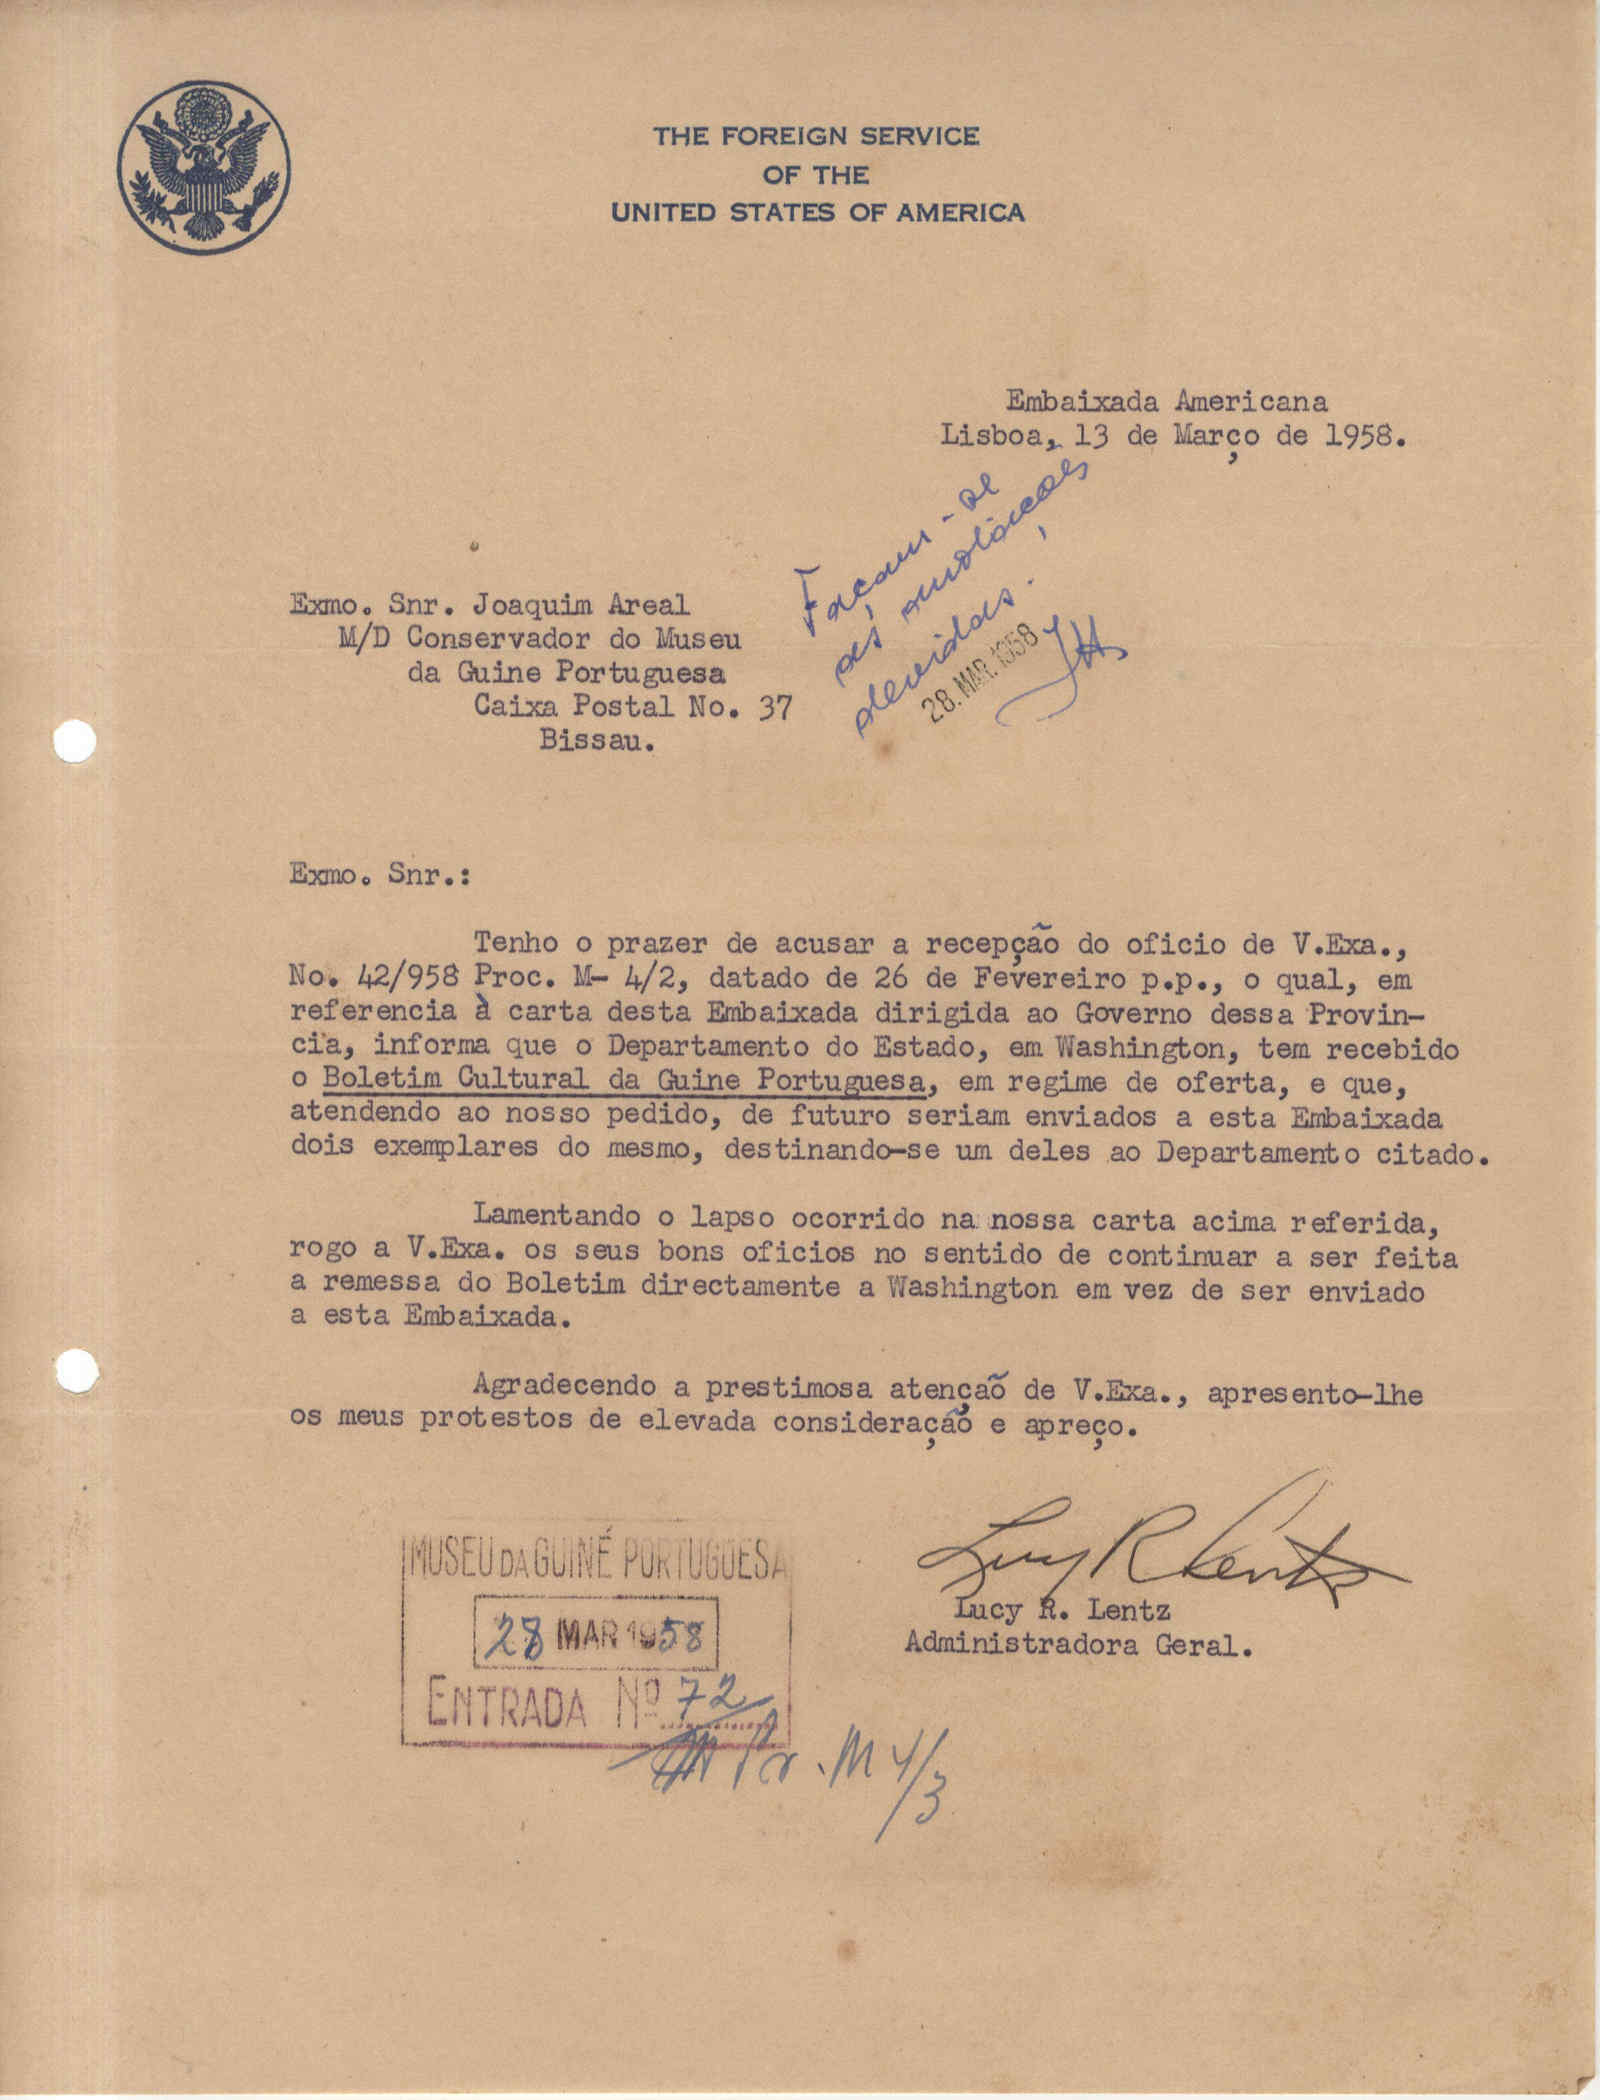 THE FOREIGN SERVICE
OF THE
UNITED STATES OF AMERICA
Embaixada Americana
Lisboa, 13 de Março de 1958.
Façam-se
as anotações
devidas.
28. MAR. 1958
Exmo. Snr. Joaquim Areal
M/D Conservador do Museu
da Guine Portuguesa
Caixa Postal No. 37
Bissau.
Exmo. Snr.:
Tenho o prazer de acusar a recepção do oficio de V.Exa.,
No. 42/958 Proc. M- 4/2, datado de 26 de Fevereiro p.p., o qual, em
referencia à carta desta Embaixada dirigida ao Governo dessa Provin-
cia, informa que o Departamento do Estado, em Washington, tem recebido
o Boletim Cultural da Guine Portuguesa, em regime de oferta, e que,
atendendo ao nosso pedido, de futuro seriam enviados a esta Embaixada
dois exemplares do mesmo, destinando-se um deles ao Departamento citado.
Lamentando o lapso ocorrido na nossa carta acima referida,
rogo a V.Exa. os seus bons oficios no sentido de continuar a ser feita
a remessa do Boletim directamente a Washington em vez de ser enviado
a esta Embaixada.
Agradecendo a prestimosa atenção de V.Exa., apresento-lhe
os meus protestos de elevada consideração e apreço.
Lucy R Lentz
Lucy R. Lentz
Administradora Geral.
MUSEU DA GUINÉ PORTUGUESA
28 MAR 1958
ENTRADA Nº 72
Pr. M 4/3